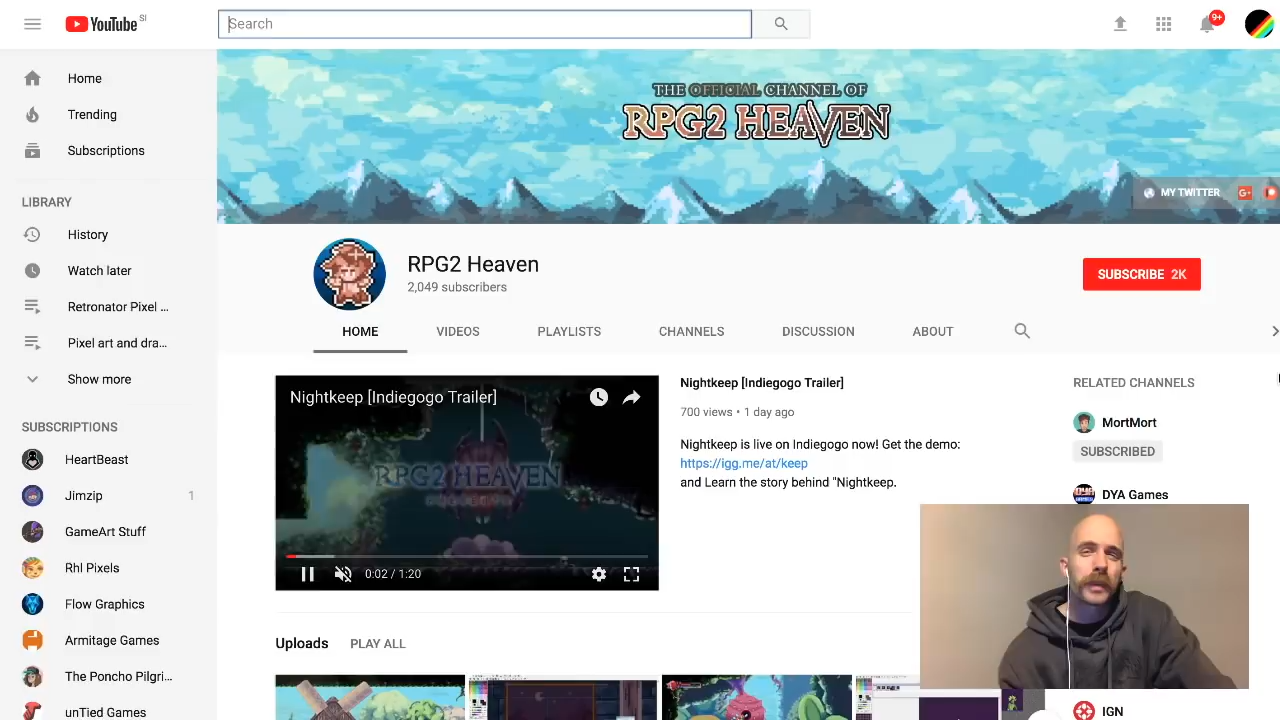 YouTube SI
Search
9+
Home
Trending
Subscriptions
LIBRARY
History
Watch later
Retronator Pixel ...
Pixel art and dra...
Show more
SUBSCRIPTIONS
HeartBeast
Jimzip 1
GameArt Stuff
Rhl Pixels
Flow Graphics
Armitage Games
The Poncho Pilgri...
unTied Games
THE OFFICIAL CHANNEL OF
RPG2 HEAVEN
MY TWITTER
G+
RPG2 Heaven
2,049 subscribers
SUBSCRIBE 2K
HOME VIDEOS PLAYLISTS CHANNELS DISCUSSION ABOUT
Nightkeep [Indiegogo Trailer]
RPG2 HEAVEN
0:02 / 1:20
Nightkeep [Indiegogo Trailer]
700 views • 1 day ago
Nightkeep is live on Indiegogo now! Get the demo:
https://igg.me/at/keep
and Learn the story behind "Nightkeep.
RELATED CHANNELS
MortMort
SUBSCRIBED
DYA Games
IGN
Uploads PLAY ALL